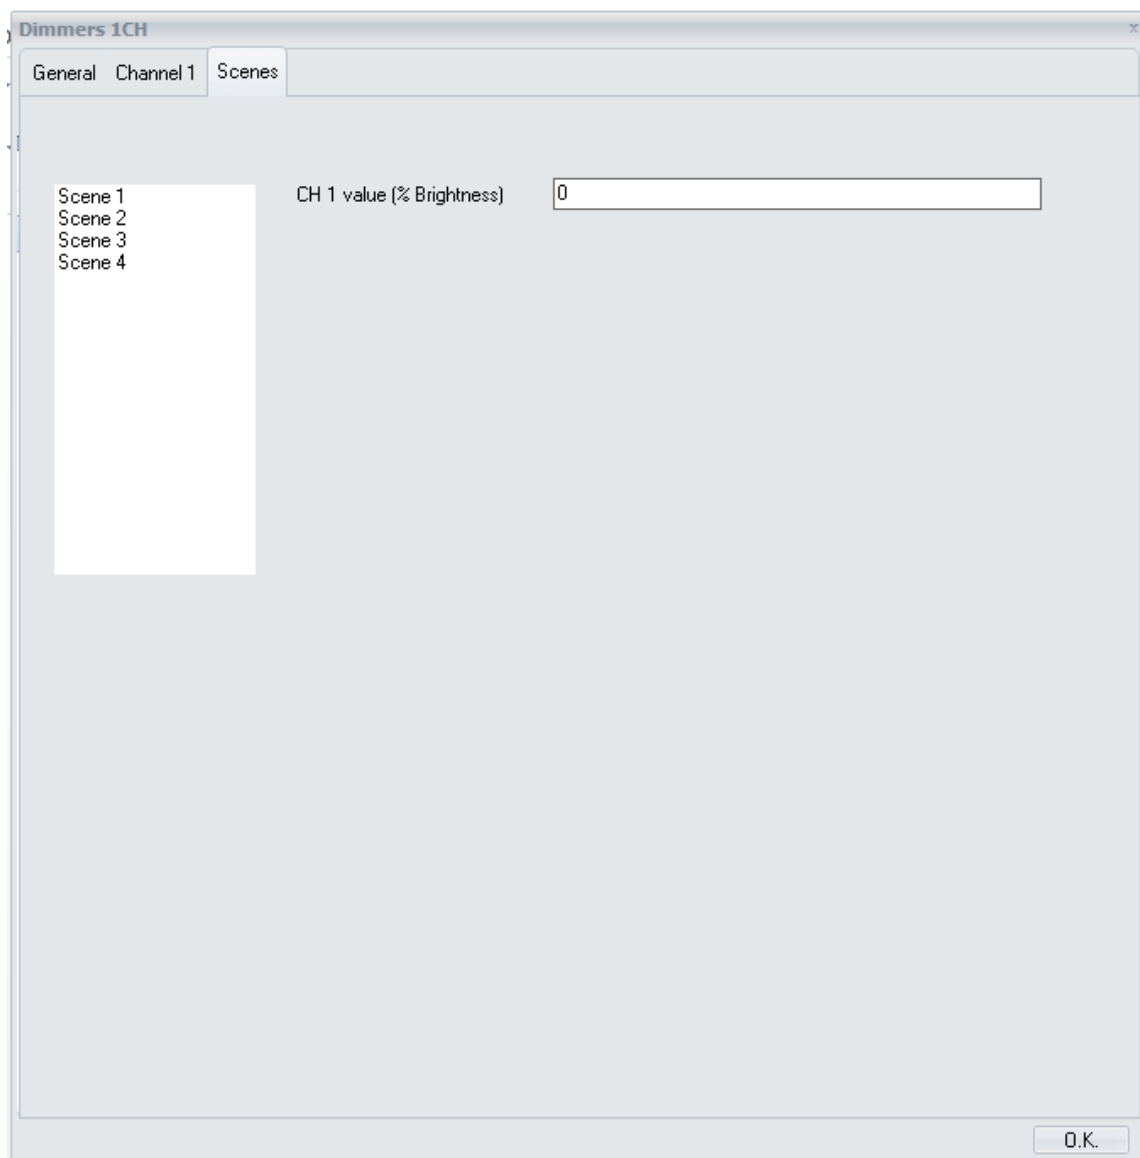 Dimmers 1CH
x
General Channel 1 Scenes
Scene 1
Scene 2
Scene 3
Scene 4
CH 1 value (% Brightness)
0
O.K.